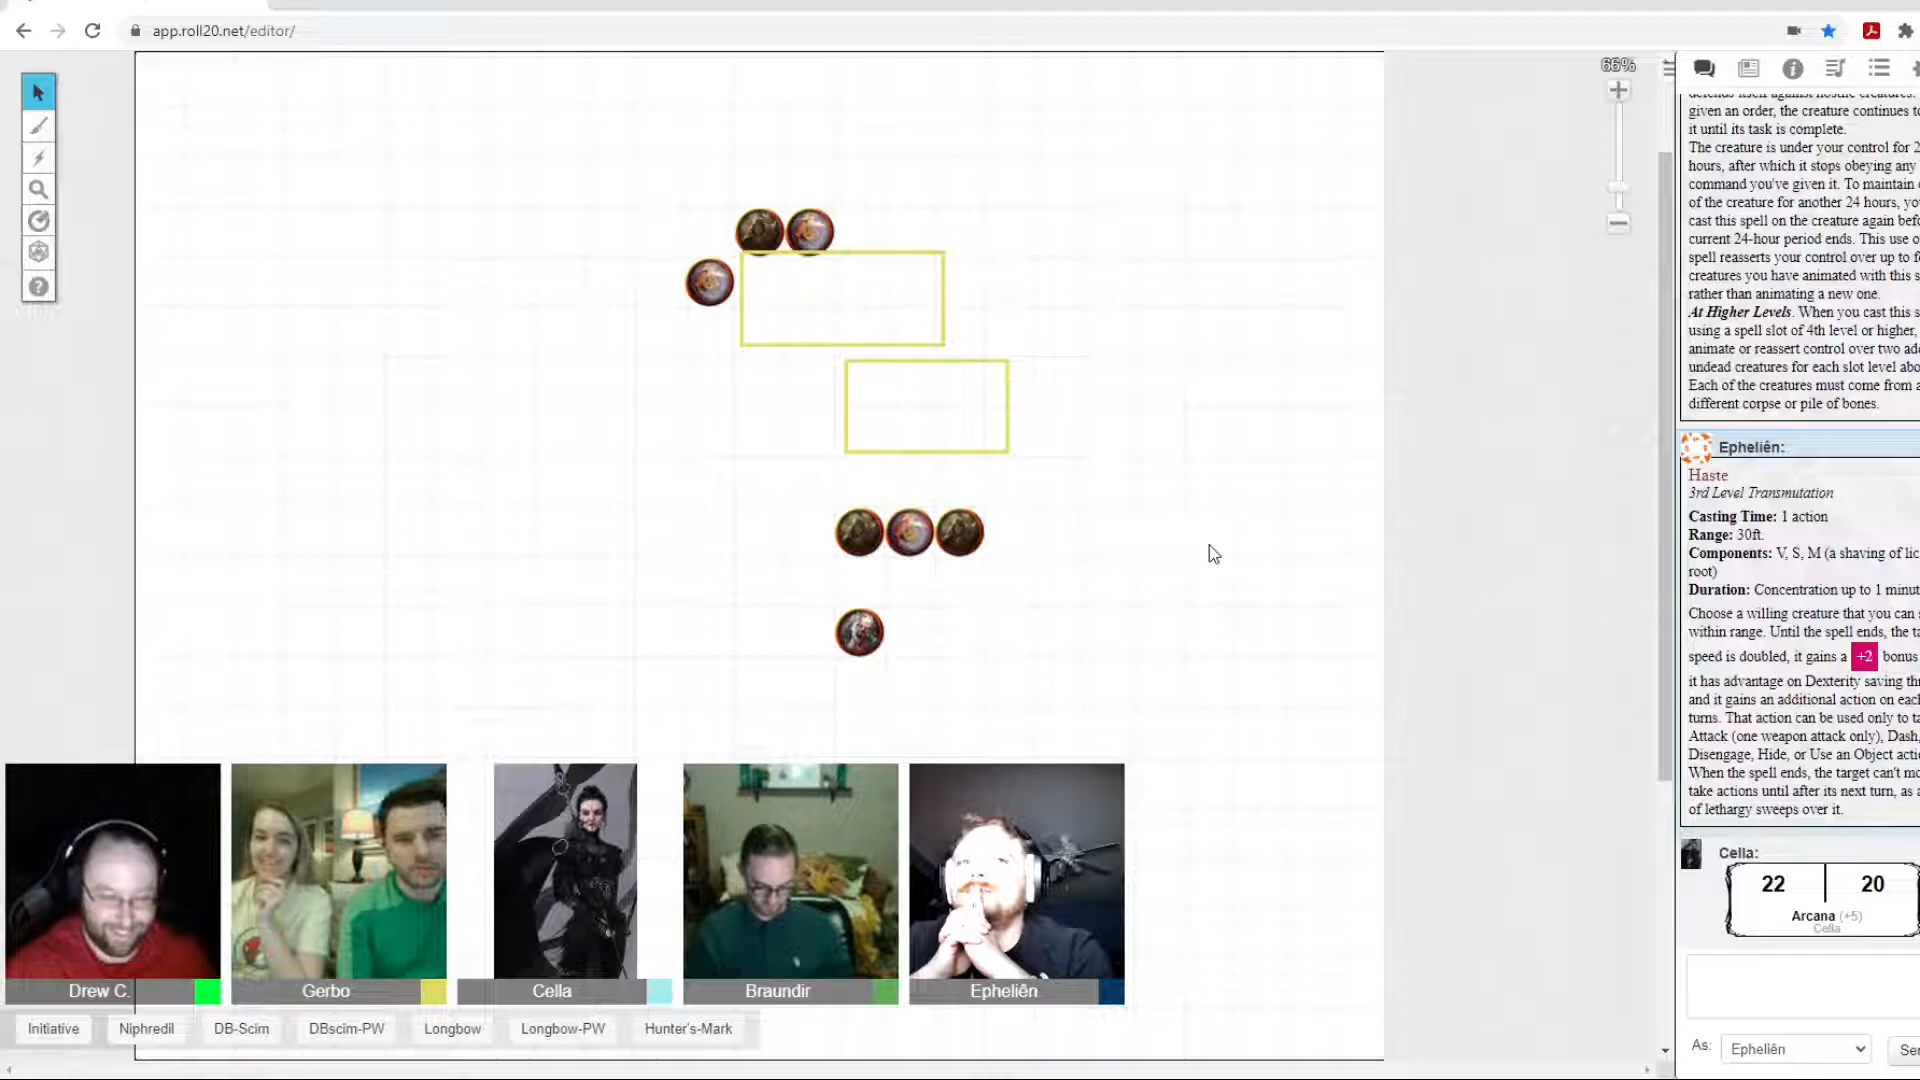 app.roll20.net/editor/
66%
given an order, the creature continues to
it until its task is complete.
The creature is under your control for 2
hours, after which it stops obeying any
command you've given it. To maintain
of the creature for another 24 hours, yo
cast this spell on the creature again befo
current 24-hour period ends. This use o
spell reasserts your control over up to f
creatures you have animated with this s
rather than animating a new one.
At Higher Levels. When you cast this s
using a spell slot of 4th level or higher,
animate or reassert control over two add
undead creatures for each slot level abo
Each of the creatures must come from a
different corpse or pile of bones.
Epheliên:
Haste
3rd Level Transmutation
Casting Time: 1 action
Range: 30ft.
Components: V, S, M (a shaving of lic
root)
Duration: Concentration up to 1 minut
Choose a willing creature that you can s
within range. Until the spell ends, the ta
speed is doubled, it gains a +2 bonus
it has advantage on Dexterity saving thr
and it gains an additional action on each
turns. That action can be used only to ta
Attack (one weapon attack only), Dash,
Disengage, Hide, or Use an Object actio
When the spell ends, the target can't mo
take actions until after its next turn, as a
of lethargy sweeps over it.
Cella:
22 20
Arcana (+5)
Cella
As: Epheliên Sen
Drew C. Gerbo Cella Braundir Epheliên
Initiative Niphredil DB-Scim DBscim-PW Longbow Longbow-PW Hunter's-Mark